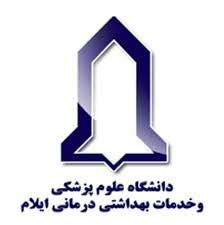 دانشگاه علوم پزشکی
وخدمات بهداشتی درمانی ایلام